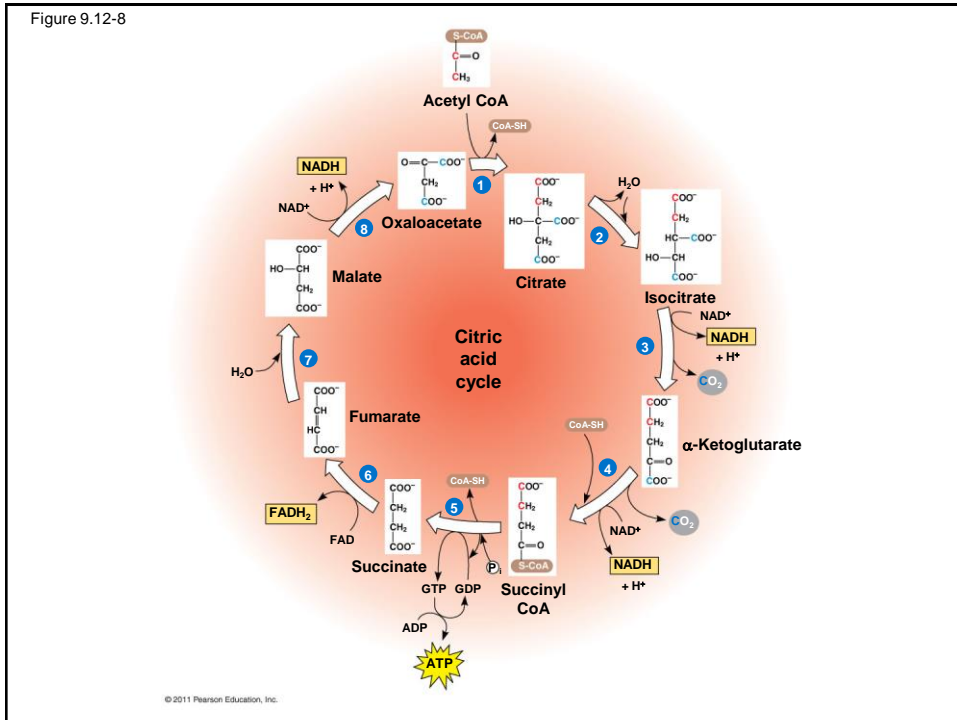 Figure 9.12-8
S-CoA
C=O
CH₃
Acetyl CoA
CoA-SH
NADH
+ H⁺
NAD⁺
8
O=C—COO⁻
CH₂
COO⁻
Oxaloacetate
1
COO⁻
CH₂
HO—C—COO⁻
CH₂
COO⁻
Citrate
H₂O
2
COO⁻
CH₂
HC—COO⁻
HO—CH
COO⁻
Isocitrate
NAD⁺
NADH
+ H⁺
3
CO₂
COO⁻
CH₂
CH₂
C=O
COO⁻
α-Ketoglutarate
CoA-SH
4
CO₂
NAD⁺
NADH
+ H⁺
COO⁻
CH₂
CH₂
C=O
S-CoA
Succinyl
CoA
CoA-SH
5
Pi
GTP
GDP
ADP
ATP
COO⁻
CH₂
CH₂
COO⁻
Succinate
6
FADH₂
FAD
COO⁻
CH
HC
COO⁻
Fumarate
7
H₂O
COO⁻
HO—CH
CH₂
COO⁻
Malate
Citric
acid
cycle
© 2011 Pearson Education, Inc.